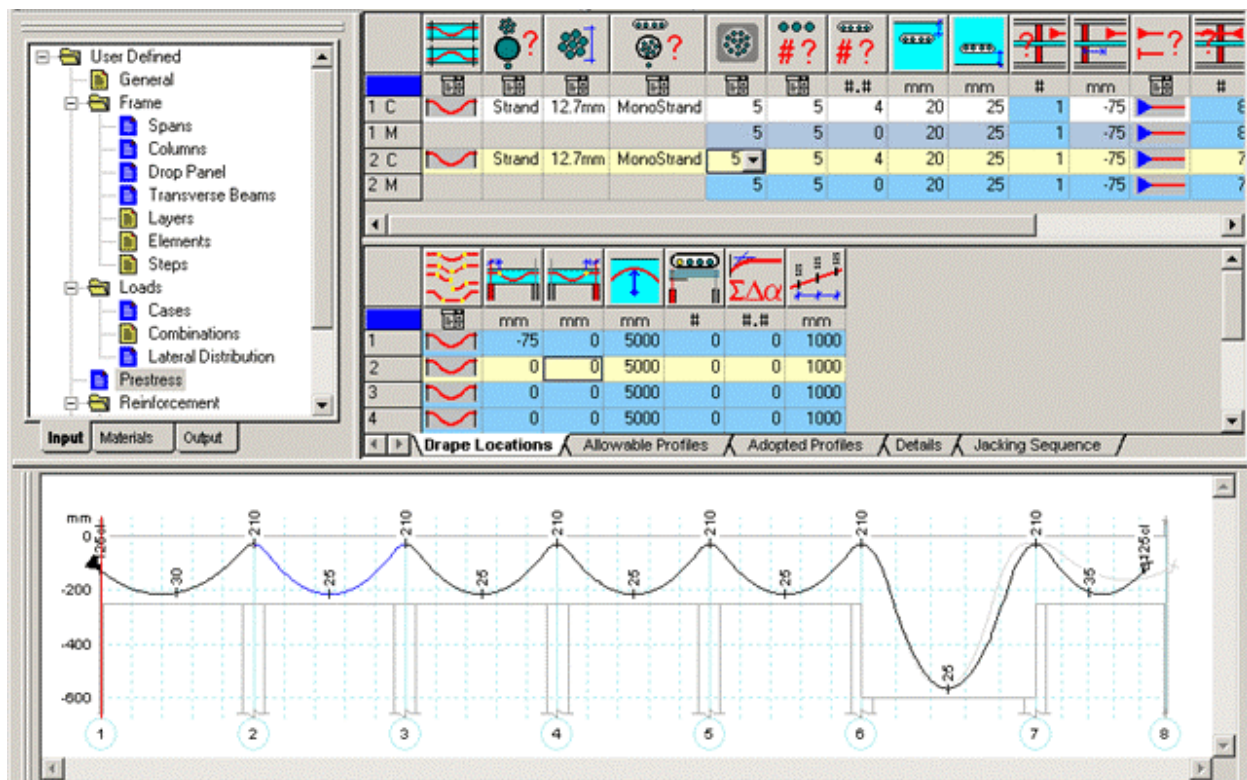 User Defined
General
Frame
Spans
Columns
Drop Panel
Transverse Beams
Layers
Elements
Steps
Loads
Cases
Combinations
Lateral Distribution
Prestress
Reinforcement
Input Materials Output
? ? #? #? ? ? ?
#.# mm mm # mm #
1 C Strand 12.7mm MonoStrand 5 5 4 20 25 1 -75 8
1 M 5 5 0 20 25 1 -75 8
2 C Strand 12.7mm MonoStrand 5 5 4 20 25 1 -75 7
2 M 5 5 0 20 25 1 -75 7
ΣΔα
mm mm mm # #.# mm
1 -75 0 5000 0 0 1000
2 0 0 5000 0 0 1000
3 0 0 5000 0 0 1000
4 0 0 5000 0 0 1000
Drape Locations Allowable Profiles Adopted Profiles Details Jacking Sequence
mm
0
-200
-400
-600
125cl 30 210 25 210 25 210 25 210 25 210 25 210 35 125cl
1 2 3 4 5 6 7 8